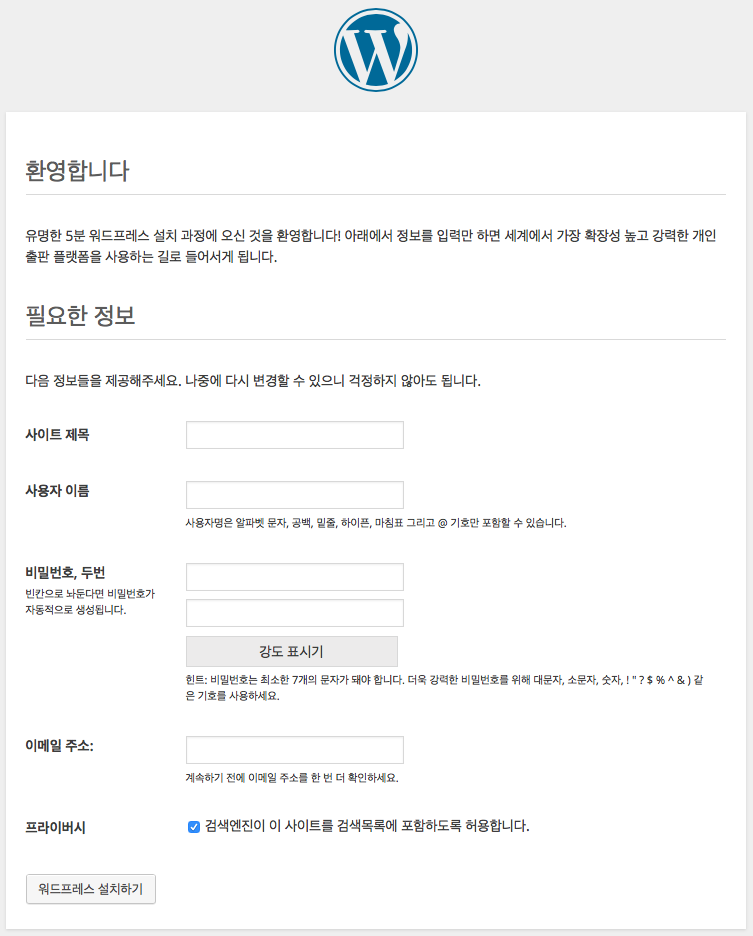 환영합니다
유명한 5분 워드프레스 설치 과정에 오신 것을 환영합니다! 아래에서 정보를 입력만 하면 세계에서 가장 확장성 높고 강력한 개인
출판 플랫폼을 사용하는 길로 들어서게 됩니다.
필요한 정보
다음 정보들을 제공해주세요. 나중에 다시 변경할 수 있으니 걱정하지 않아도 됩니다.
사이트 제목
사용자 이름
사용자명은 알파벳 문자, 공백, 밑줄, 하이픈, 마침표 그리고 @ 기호만 포함할 수 있습니다.
비밀번호, 두번
빈칸으로 놔둔다면 비밀번호가
자동적으로 생성됩니다.
강도 표시기
힌트: 비밀번호는 최소한 7개의 문자가 돼야 합니다. 더욱 강력한 비밀번호를 위해 대문자, 소문자, 숫자, ! " ? $ % ^ & ) 같
은 기호를 사용하세요.
이메일 주소:
계속하기 전에 이메일 주소를 한 번 더 확인하세요.
프라이버시
검색엔진이 이 사이트를 검색목록에 포함하도록 허용합니다.
워드프레스 설치하기